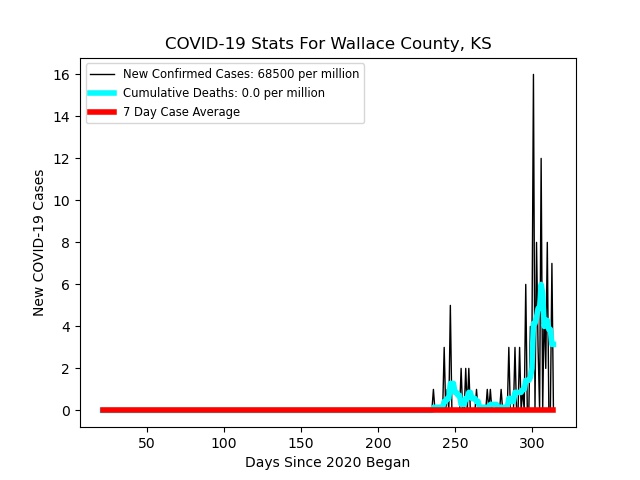 COVID-19 Stats For Wallace County, KS
New Confirmed Cases: 68500 per million
Cumulative Deaths: 0.0 per million
7 Day Case Average
New COVID-19 Cases
16
14
12
10
8
6
4
2
0
50 100 150 200 250 300
Days Since 2020 Began